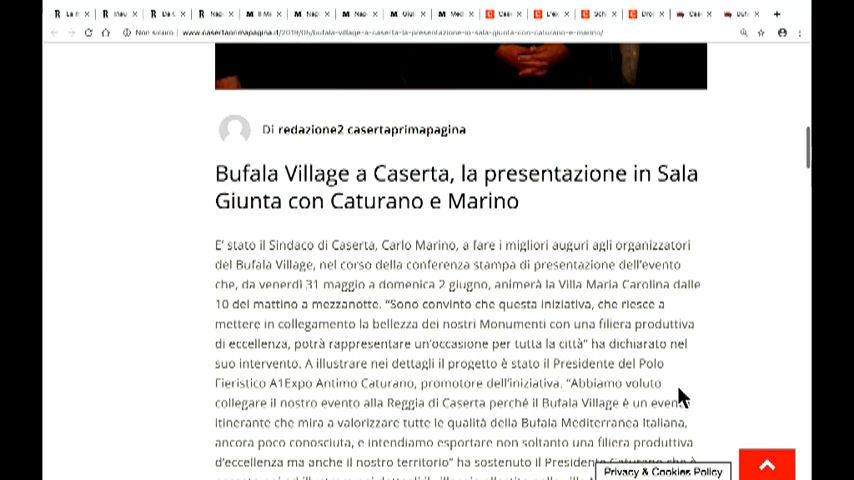 Non sicuro | www.casertaprimapagina.it/2019/05/bufala-village-a-caserta-la-presentazione-in-sala-giunta-con-caturano-e-marino/
Di redazione2 casertaprimapagina
Bufala Village a Caserta, la presentazione in Sala
Giunta con Caturano e Marino
E' stato il Sindaco di Caserta, Carlo Marino, a fare i migliori auguri agli organizzatori
del Bufala Village, nel corso della conferenza stampa di presentazione dell'evento
che, da venerdì 31 maggio a domenica 2 giugno, animerà la Villa Maria Carolina dalle
10 del mattino a mezzanotte. "Sono convinto che questa iniziativa, che riesce a
mettere in collegamento la bellezza dei nostri Monumenti con una filiera produttiva
di eccellenza, potrà rappresentare un'occasione per tutta la città" ha dichiarato nel
suo intervento. A illustrare nei dettagli il progetto è stato il Presidente del Polo
Fieristico A1Expo Antimo Caturano, promotore dell'iniziativa. "Abbiamo voluto
collegare il nostro evento alla Reggia di Caserta perché il Bufala Village è un
itinerante che mira a valorizzare tutte le qualità della Bufala Mediterranea Italiana,
ancora poco conosciuta, e intendiamo esportare non soltanto una filiera produttiva
d'eccellenza ma anche il nostro territorio" ha sostenuto il Presidente Caturano che è
Privacy & Cookies Policy